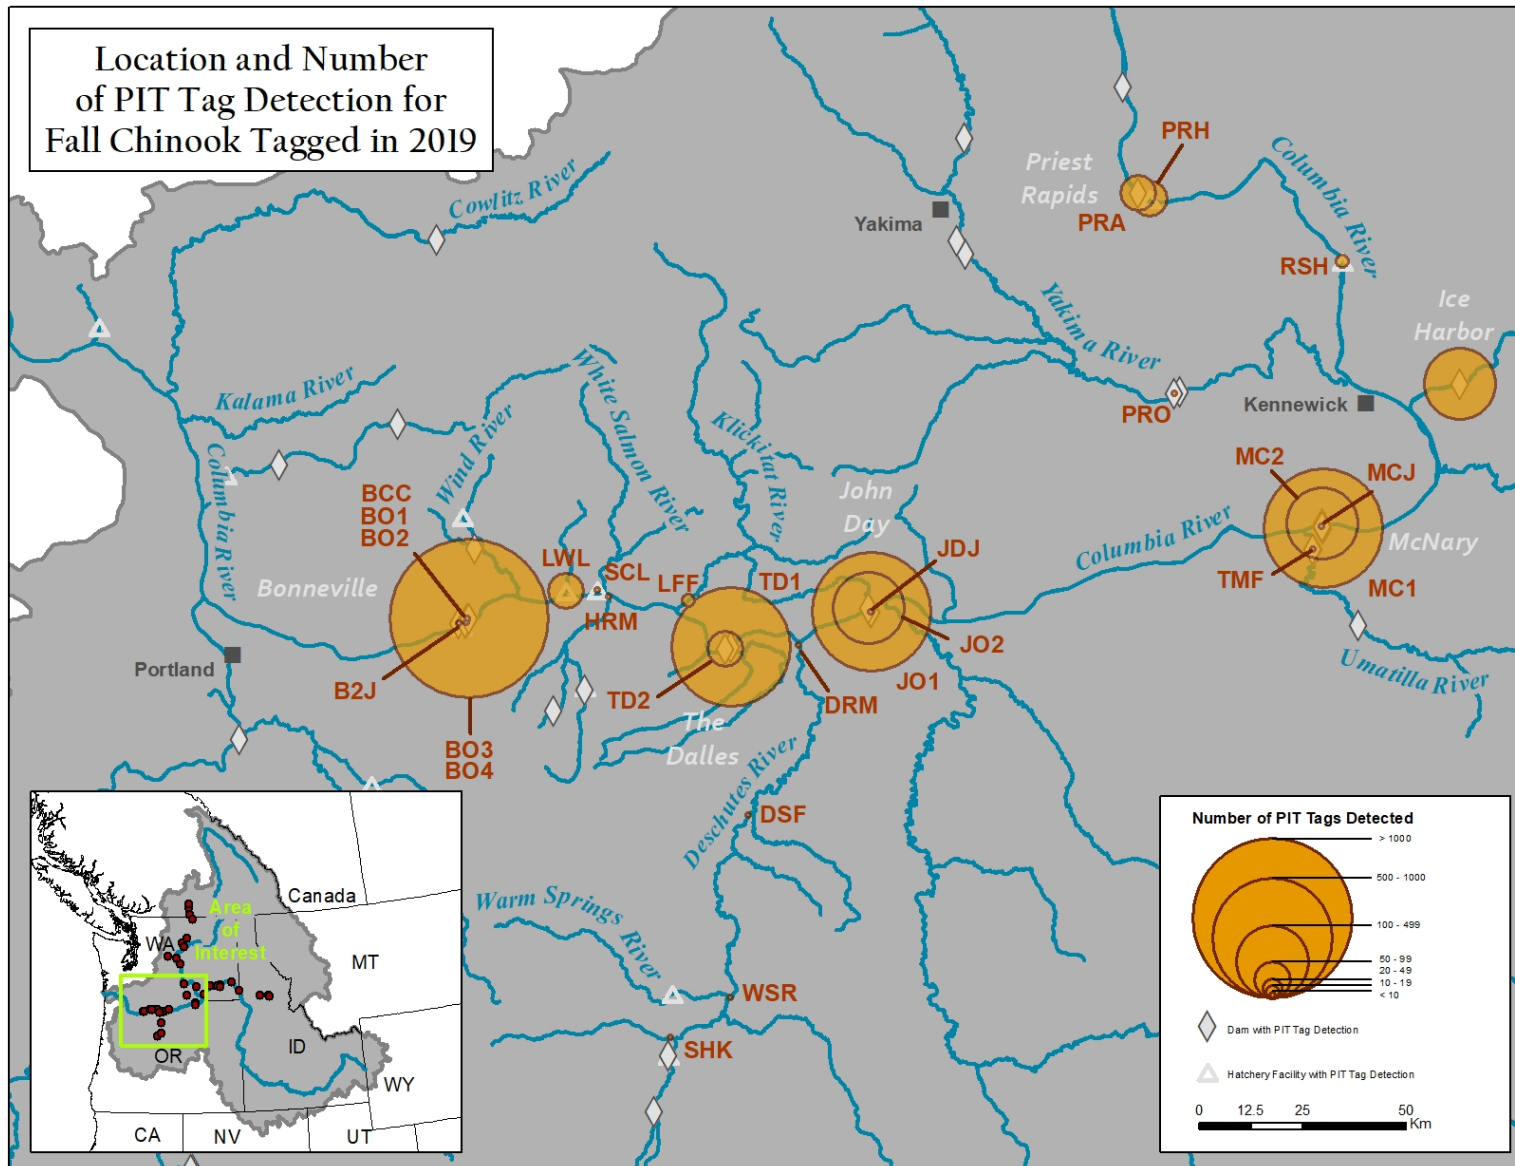 Location and Number
of PIT Tag Detection for
Fall Chinook Tagged in 2019
Cowlitz River
Priest
Rapids
PRH
PRA
Columbia River
RSH
Yakima
Yakima River
Ice
Harbor
PRO
Kennewick
Kalama River
Columbia River
Wind River
White Salmon River
Klickitat River
John
Day
MC2
MCJ
McNary
TMF
MC1
Columbia River
Umatilla River
BCC
BO1
BO2
Bonneville
LWL
SCL
HRM
LFF
TD1
JDJ
JO2
JO1
Portland
B2J
TD2
DRM
BO3
BO4
The
Dalles
Deschutes River
DSF
Warm Springs
River
WSR
SHK
Canada
Area
of
Interest
WA
MT
OR
ID
WY
CA
NV
UT
Number of PIT Tags Detected
> 1000
500 - 1000
100 - 499
50 - 99
20 - 49
10 - 19
< 10
Dam with PIT Tag Detection
Hatchery Facility with PIT Tag Detection
0 12.5 25 50
Km